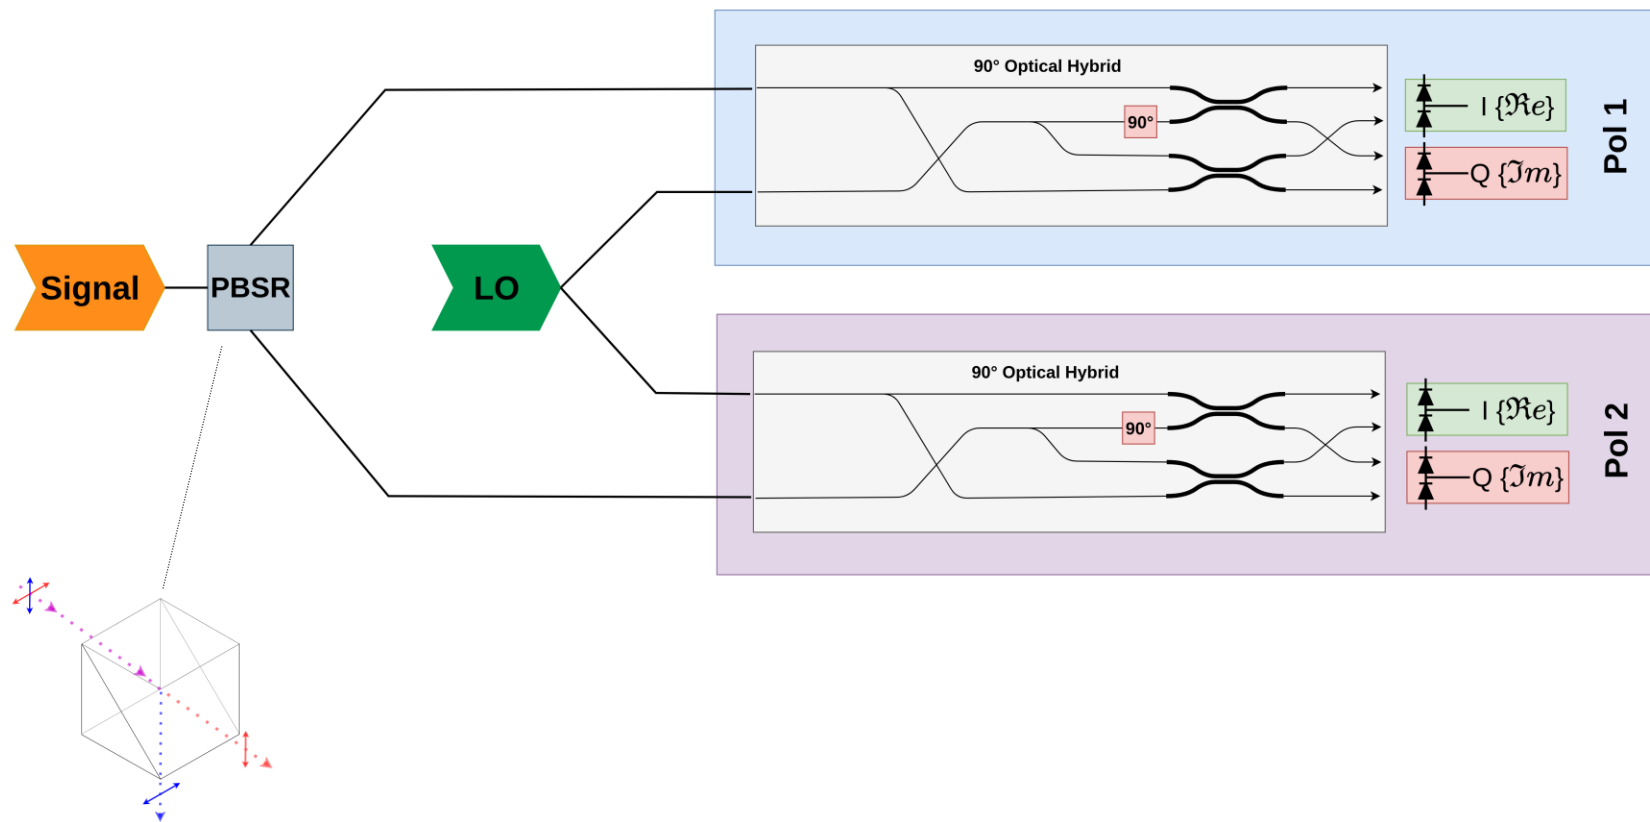 90° Optical Hybrid
90°
I {ℜe}
Q {ℑm}
Pol 1
Signal
PBSR
LO
90° Optical Hybrid
90°
I {ℜe}
Q {ℑm}
Pol 2